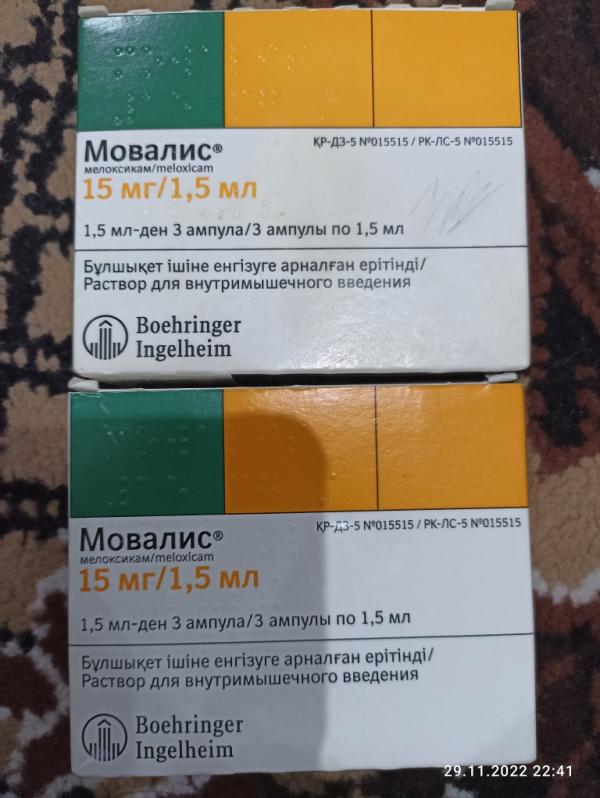 Мовалис®
ҚР-ДЗ-5 №015515 / РК-ЛС-5 №015515
мелоксикам/meloxicam
15 мг/1,5 мл
1,5 мл-ден 3 ампула/3 ампулы по 1,5 мл
Бұлшықет ішіне енгізуге арналған ерітінді/
Раствор для внутримышечного введения
Boehringer
Ingelheim
Мовалис®
ҚР-ДЗ-5 №015515 / РК-ЛС-5 №015515
мелоксикам/meloxicam
15 мг/1,5 мл
1,5 мл-ден 3 ампула/3 ампулы по 1,5 мл
Бұлшықет ішіне енгізуге арналған ерітінді/
Раствор для внутримышечного введения
Boehringer
Ingelheim
29.11.2022 22:41